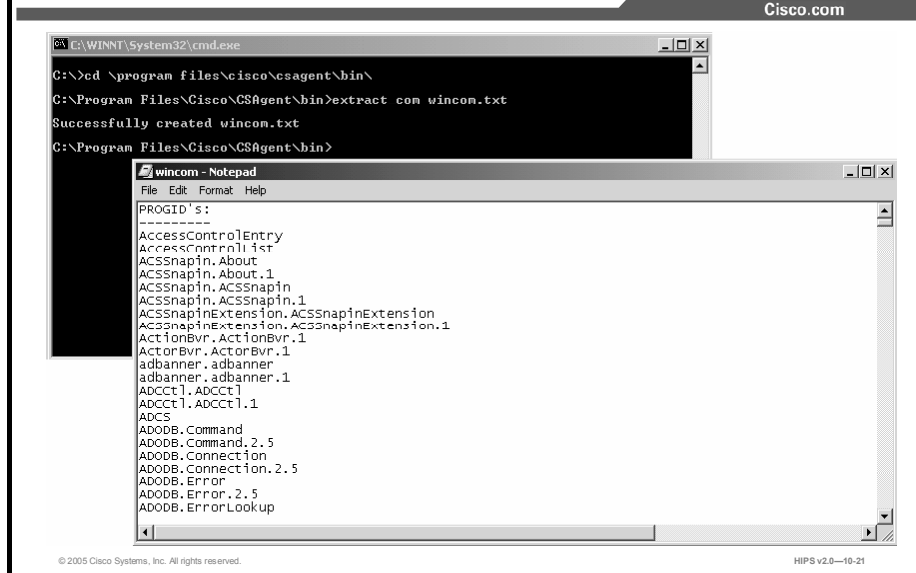 Cisco.com
C:\WINNT\System32\cmd.exe
C:\>cd \program files\cisco\csagent\bin\
C:\Program Files\Cisco\CSAgent\bin>extract com wincom.txt
Successfully created wincom.txt
C:\Program Files\Cisco\CSAgent\bin>
wincom - Notepad
File Edit Format Help
PROGID's:
---------
AccessControlEntry
AccessControlList
ACSSnapin.About
ACSSnapin.About.1
ACSSnapin.ACSSnapin
ACSSnapin.ACSSnapin.1
ACSSnapinExtension.ACSSnapinExtension
ACSSnapinExtension.ACSSnapinExtension.1
ActionBvr.ActionBvr.1
ActorBvr.ActorBvr.1
adbanner.adbanner
adbanner.adbanner.1
ADCCtl.ADCCtl
ADCCtl.ADCCtl.1
ADCS
ADODB.Command
ADODB.Command.2.5
ADODB.Connection
ADODB.Connection.2.5
ADODB.Error
ADODB.Error.2.5
ADODB.ErrorLookup
© 2005 Cisco Systems, Inc. All rights reserved.
HIPS v2.0—10-21